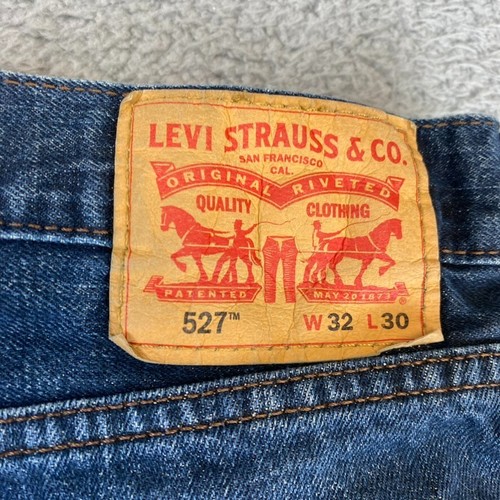 LEVI STRAUSS & CO.
SAN FRANCISCO
CAL.
ORIGINAL RIVETED
QUALITY CLOTHING
PATENTED MAY 20 1873
®
527™ W 32 L 30